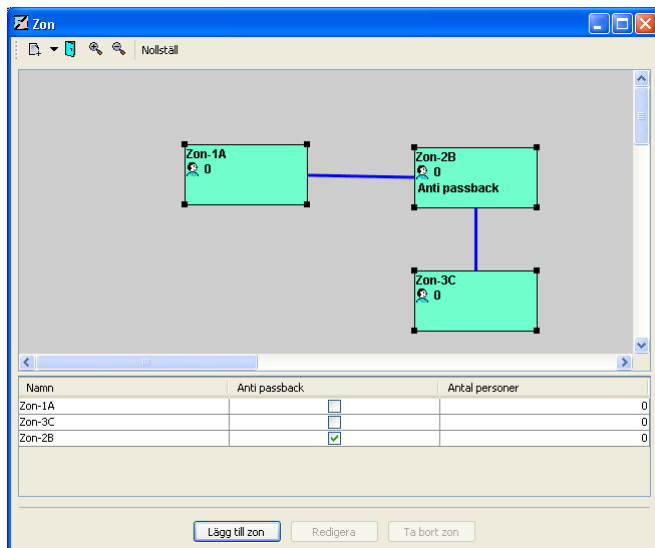 Zon
Nollställ
Zon-1A
0
Zon-2B
0
Anti passback
Zon-3C
0
Namn Anti passback Antal personer
Zon-1A 0
Zon-3C 0
Zon-2B 0
Lägg till zon Redigera Ta bort zon